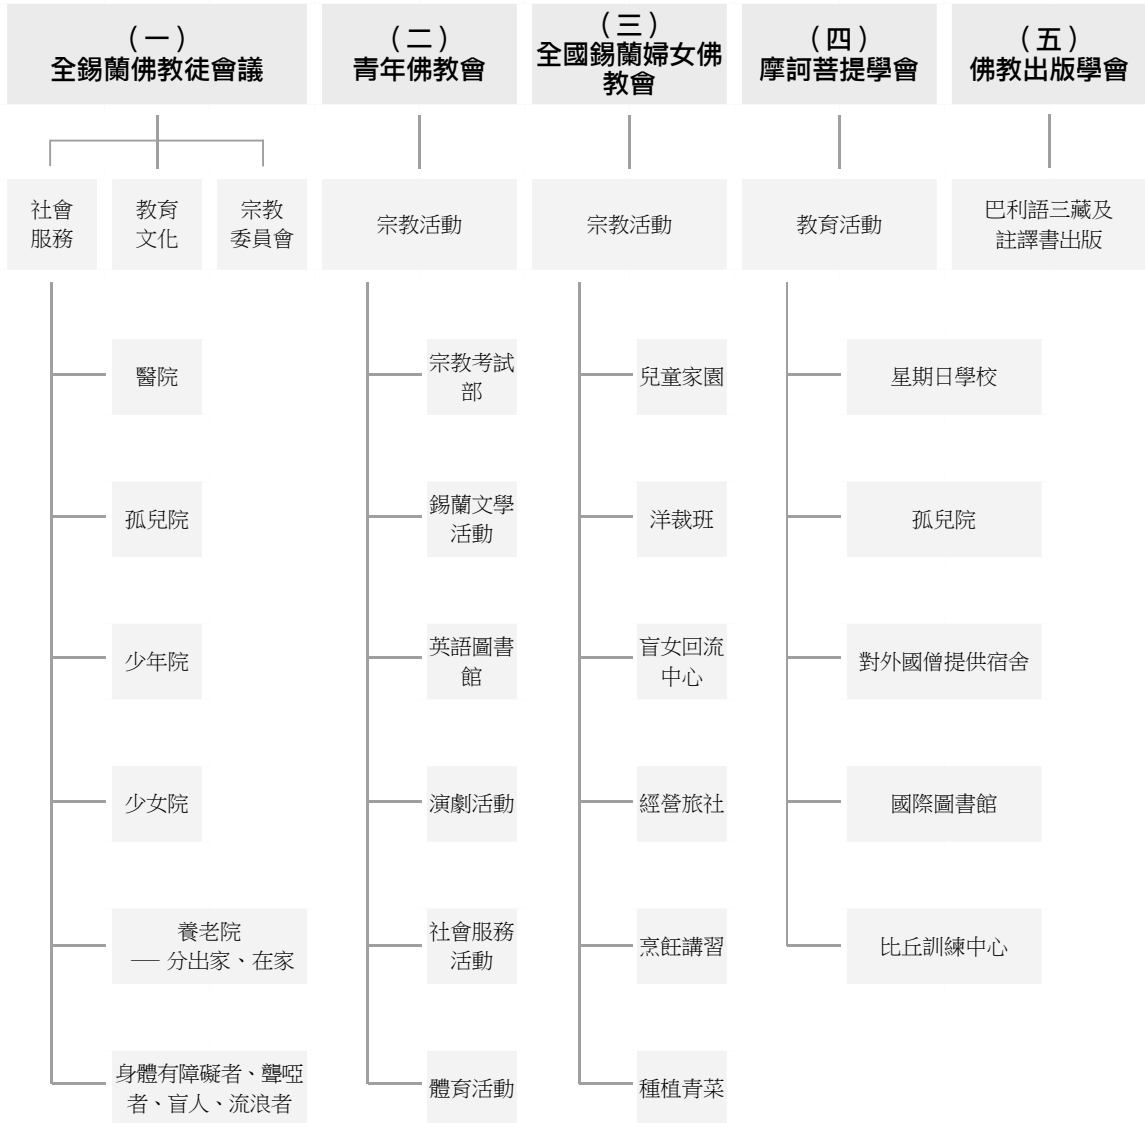 （一）
全錫蘭佛教徒會議
社會
服務
教育
文化
宗教
委員會
醫院
孤兒院
少年院
少女院
養老院
— 分出家、在家
身體有障礙者、聾啞
者、盲人、流浪者
（二）
青年佛教會
宗教活動
宗教考試
部
錫蘭文學
活動
英語圖書
館
演劇活動
社會服務
活動
體育活動
（三）
全國錫蘭婦女佛
教會
宗教活動
兒童家園
洋裁班
盲女回流
中心
經營旅社
烹飪講習
種植青菜
（四）
摩訶菩提學會
教育活動
星期日學校
孤兒院
對外國僧提供宿舍
國際圖書館
比丘訓練中心
（五）
佛教出版學會
巴利語三藏及
註譯書出版